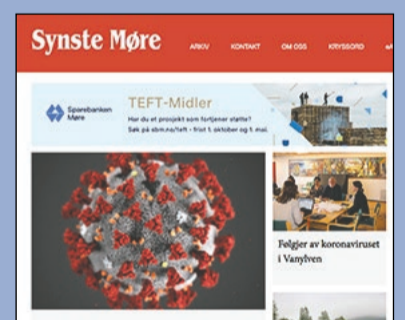 Synste Møre
ARKIV KONTAKT OM OSS KRYSSORD
Sparebanken
Møre
TEFT-Midler
Har du et prosjekt som fortjener støtte?
Søk på sbm.no/teft - frist 1. oktober og 1. mai.
Følgjer av koronaviruset
i Vanylven